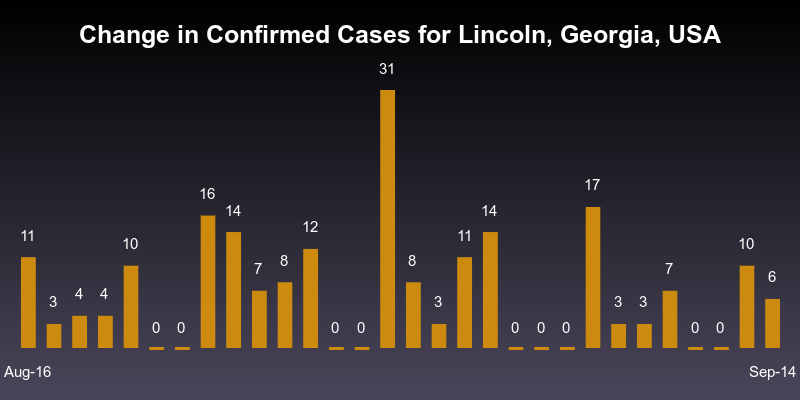 Change in Confirmed Cases for Lincoln, Georgia, USA
11 3 4 4 10 0 0 16 14 7 8 12 0 0 31 8 3 11 14 0 0 0 17 3 3 7 0 0 10 6
Aug-16 Sep-14